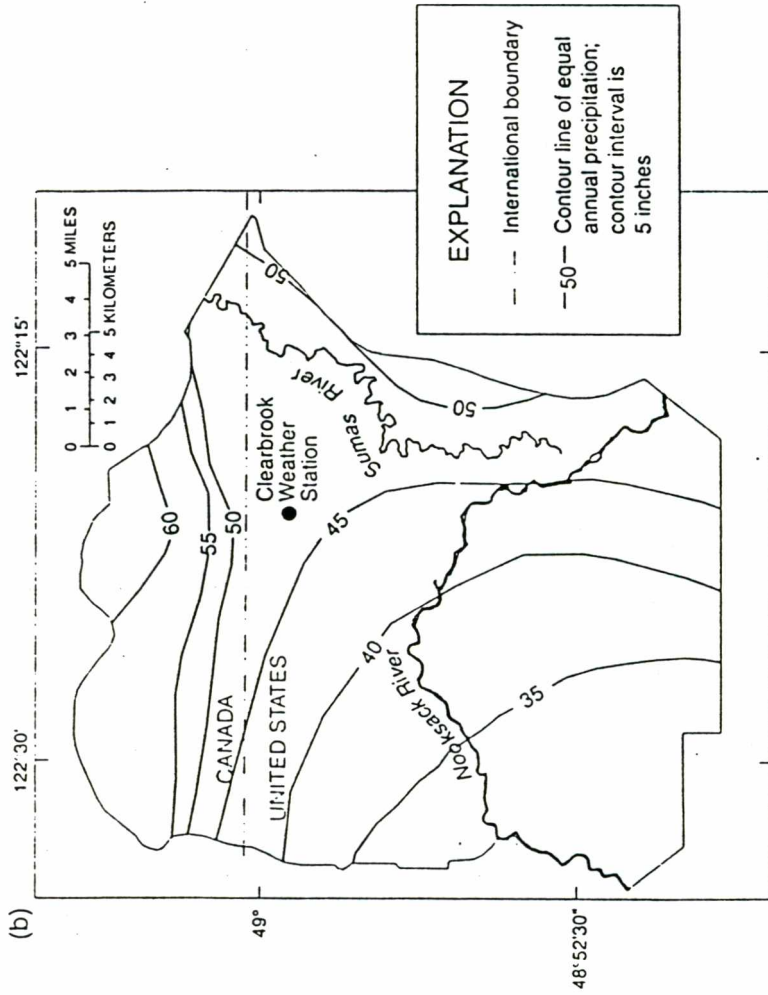 (b)
122°30'
122°15'
49°
48°52'30"
0 1 2 3 4 5 MILES
0 1 2 3 4 5 KILOMETERS
60
55
50
CANADA
UNITED STATES
Clearbrook
Weather
Station
45
40
35
50
50
Sumas River
Nooksack River
EXPLANATION
International boundary
50 Contour line of equal
annual precipitation;
contour interval is
5 inches